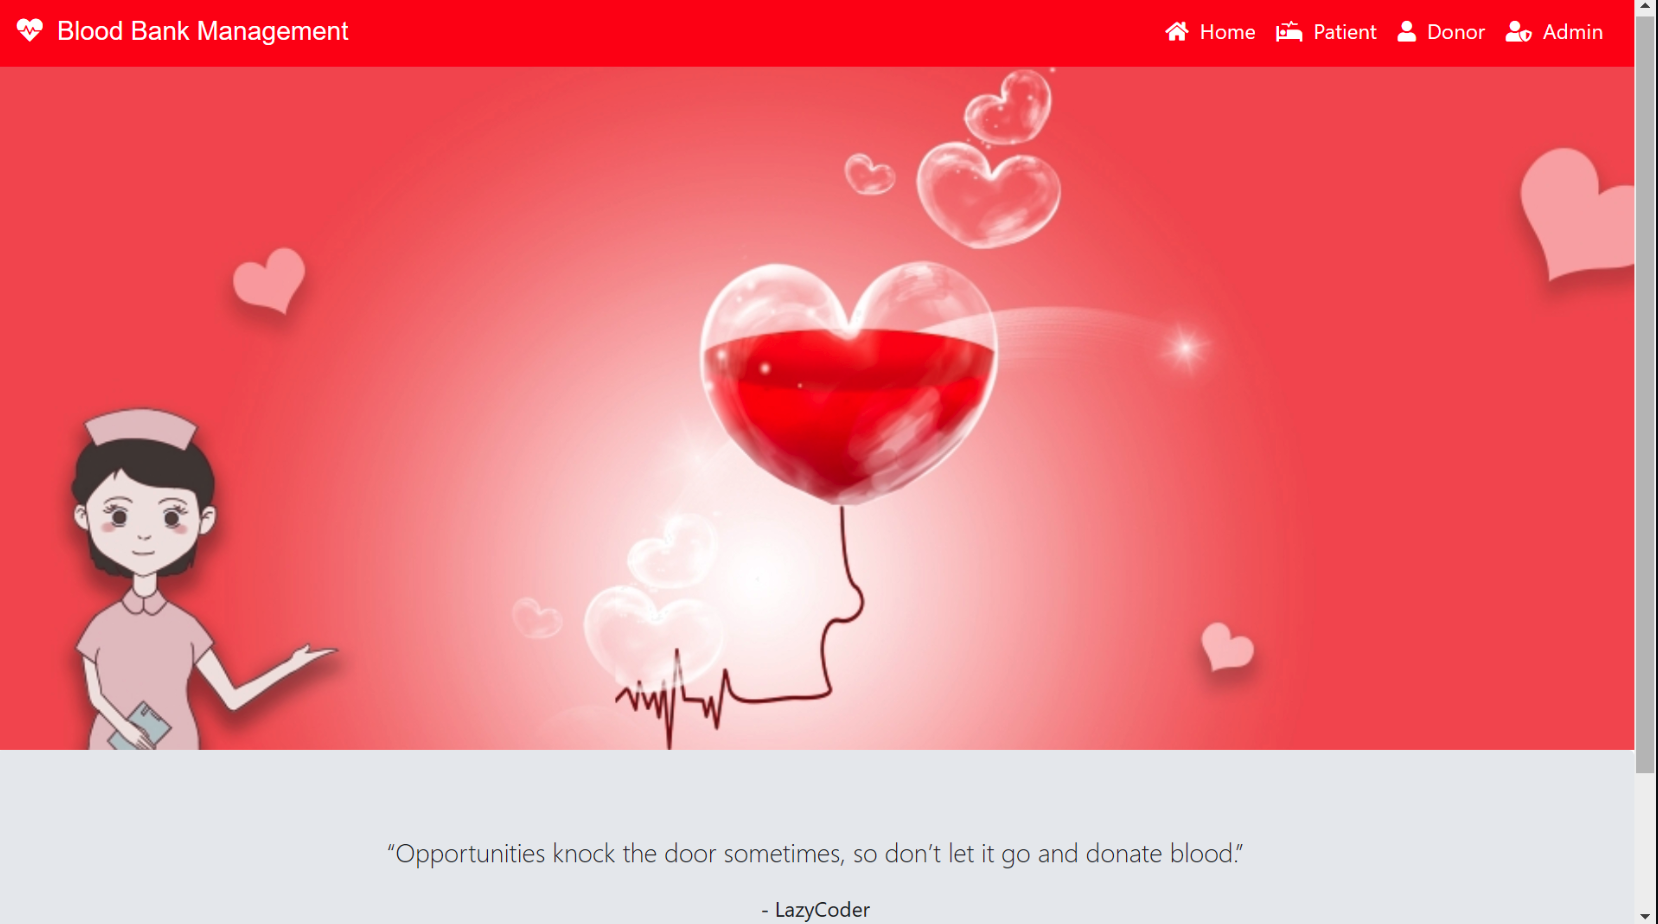 Blood Bank Management
Home Patient Donor Admin
“Opportunities knock the door sometimes, so don’t let it go and donate blood.”
- LazyCoder